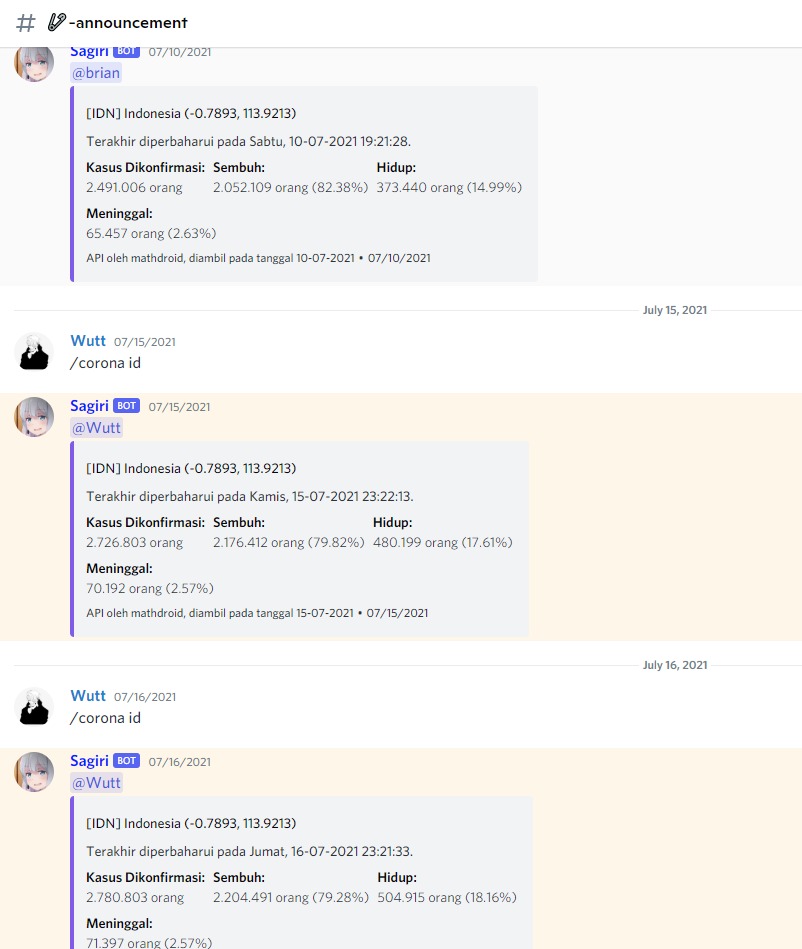 # -announcement
Sagiri BOT 07/10/2021
@brian
[IDN] Indonesia (-0.7893, 113.9213)
Terakhir diperbaharui pada Sabtu, 10-07-2021 19:21:28.
Kasus Dikonfirmasi: Sembuh: Hidup:
2.491.006 orang 2.052.109 orang (82.38%) 373.440 orang (14.99%)
Meninggal:
65.457 orang (2.63%)
API oleh mathdroid, diambil pada tanggal 10-07-2021 • 07/10/2021
July 15, 2021
Wutt 07/15/2021
/corona id
Sagiri BOT 07/15/2021
@Wutt
[IDN] Indonesia (-0.7893, 113.9213)
Terakhir diperbaharui pada Kamis, 15-07-2021 23:22:13.
Kasus Dikonfirmasi: Sembuh: Hidup:
2.726.803 orang 2.176.412 orang (79.82%) 480.199 orang (17.61%)
Meninggal:
70.192 orang (2.57%)
API oleh mathdroid, diambil pada tanggal 15-07-2021 • 07/15/2021
July 16, 2021
Wutt 07/16/2021
/corona id
Sagiri BOT 07/16/2021
@Wutt
[IDN] Indonesia (-0.7893, 113.9213)
Terakhir diperbaharui pada Jumat, 16-07-2021 23:21:33.
Kasus Dikonfirmasi: Sembuh: Hidup:
2.780.803 orang 2.204.491 orang (79.28%) 504.915 orang (18.16%)
Meninggal:
71.397 orang (2.57%)